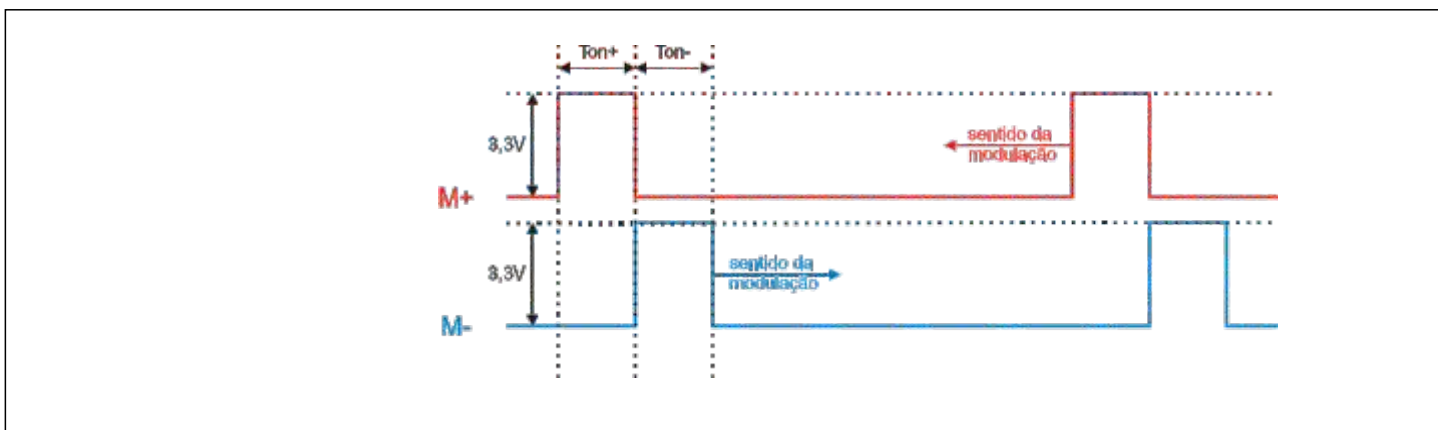 Ton+ Ton-
3,3V
sentido da
modulação
M+
3,3V
sentido da
modulação
M-